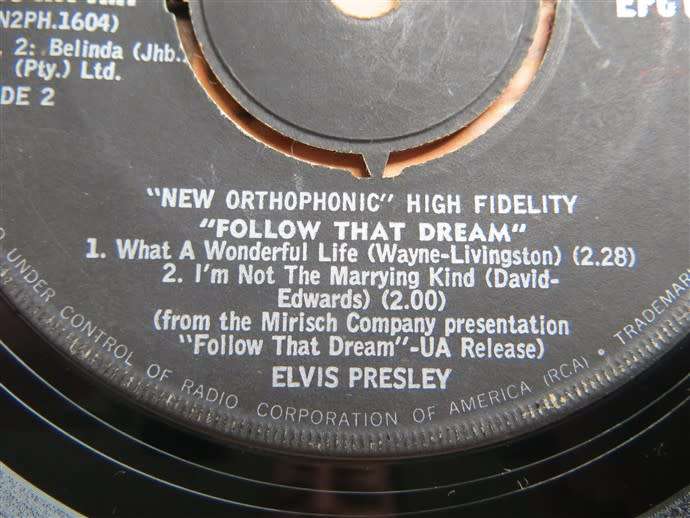 N2PH.1604)
2: Belinda (Jhb.,
(Pty.) Ltd.
DE 2
"NEW ORTHOPHONIC" HIGH FIDELITY
"FOLLOW THAT DREAM"
1. What A Wonderful Life (Wayne-Livingston) (2.28)
2. I'm Not The Marrying Kind (David-
Edwards) (2.00)
(from the Mirisch Company presentation
"Follow That Dream"-UA Release)
ELVIS PRESLEY
UNDER CONTROL OF RADIO CORPORATION OF AMERICA (RCA) • TRADEMAR